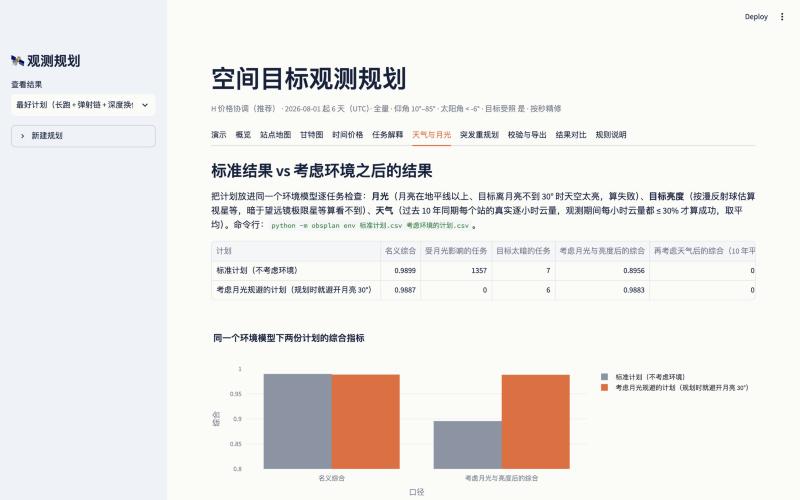 Deploy
观测规划
查看结果
最好计划（长跑 + 弹射链 + 深度换
新建规划
空间目标观测规划
H 价格协调（推荐） · 2026-08-01 起 6 天（UTC）· 全量 · 仰角 10°–85° · 太阳角 < -6° · 目标受照 是 · 按秒精修
演示 概览 站点地图 甘特图 时间价格 任务解释 天气与月光 突发重规划 校验与导出 结果对比 规则说明
标准结果 vs 考虑环境之后的结果
把计划放进同一个环境模型逐任务检查：月光（月亮在地平线以上、目标离月亮不到 30° 时天空太亮，算失败）、目标亮度（按漫反射球估算
视星等，暗于望远镜极限星等算看不到）、天气（过去 10 年同期每个站的真实逐小时云量，观测期间每小时云量都 ≤ 30% 才算成功，取平
均）。命令行： python -m obsplan env 标准计划.csv 考虑环境的计划.csv 。
计划 名义综合 受月光影响的任务 目标太暗的任务 考虑月光与亮度后的综合 再考虑天气后的综合（10 年平
标准计划（不考虑环境） 0.9899 1357 7 0.8956 0
考虑月光规避的计划（规划时就避开月亮 30°） 0.9887 0 6 0.9883 0
同一个环境模型下两份计划的综合指标
1
0.95
0.9
0.85
0.8
综合
名义综合
考虑月光与亮度后的综合
口径
标准计划（不考虑环境）
考虑月光规避的计划（规划时就避开月亮 30°）